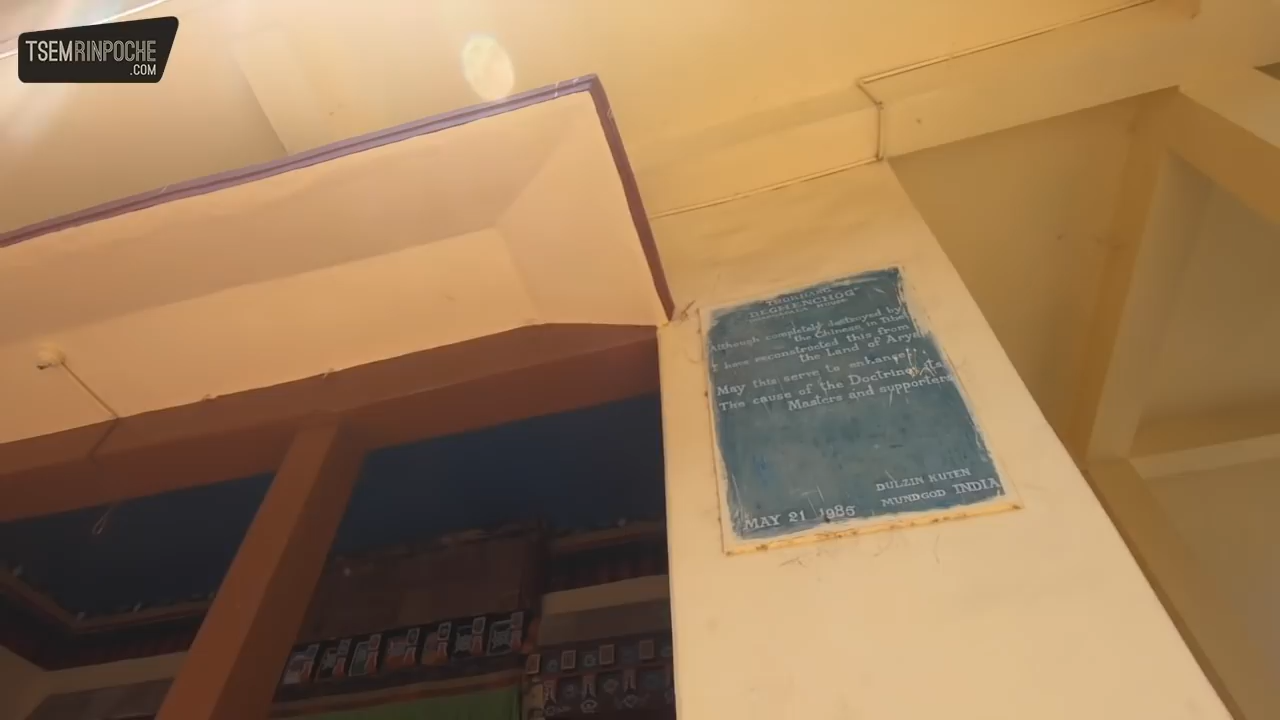 TSEMRINPOCHE
.COM
DEGHENCHOG
HOUSE
Although completely destroyed by
the Chinese in Tibet
I have reconstructed this from
the Land of Arya
May this serve to enhance
The cause of the Doctrine, its
Masters and supporters
DULZIN KUTEN
MUNDGOD INDIA
MAY 21 1985